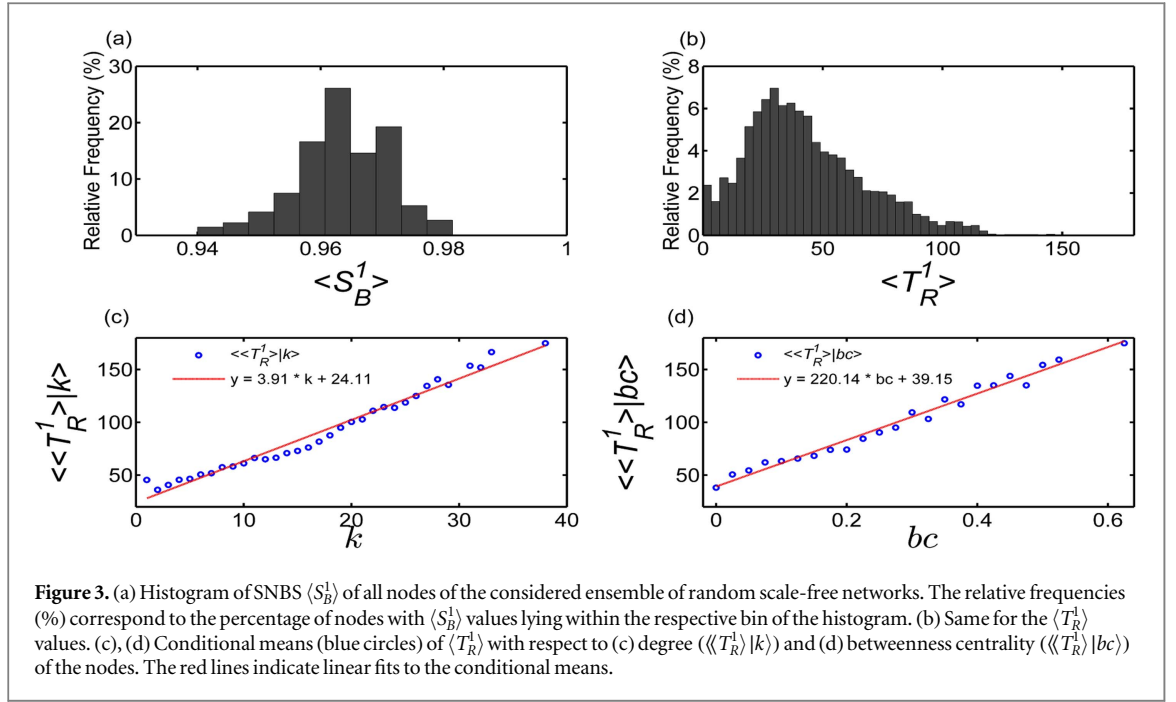 (a)
(b)
Relative Frequency (%)
30
20
10
0
0.94
0.96
0.98
1
<S_B^1>
Relative Frequency (%)
8
6
4
2
0
0
50
100
150
<T_R^1>
(c)
(d)
<<T_R^1>|k>
150
100
50
<<T_R^1>|k>
y = 3.91 * k + 24.11
0
10
20
30
40
k
<<T_R^1>|bc>
150
100
50
<<T_R^1>|bc>
y = 220.14 * bc + 39.15
0
0.2
0.4
0.6
bc
Figure 3. (a) Histogram of SNBS ⟨S_B^1⟩ of all nodes of the considered ensemble of random scale-free networks. The relative frequencies
(%) correspond to the percentage of nodes with ⟨S_B^1⟩ values lying within the respective bin of the histogram. (b) Same for the ⟨T_R^1⟩
values. (c), (d) Conditional means (blue circles) of ⟨T_R^1⟩ with respect to (c) degree (⟨⟨T_R^1⟩|k⟩) and (d) betweenness centrality (⟨⟨T_R^1⟩|bc⟩)
of the nodes. The red lines indicate linear fits to the conditional means.